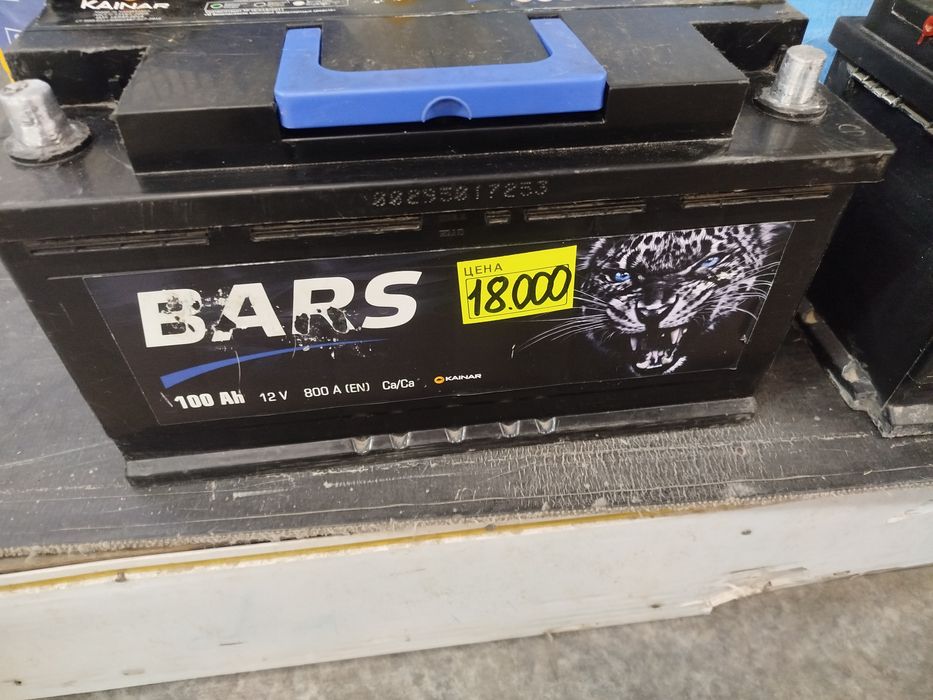 KAINAR
00295017253
BARS
ЦЕНА
18.000
100 Ah 12 V 800 A (EN) Ca/Ca KAINAR